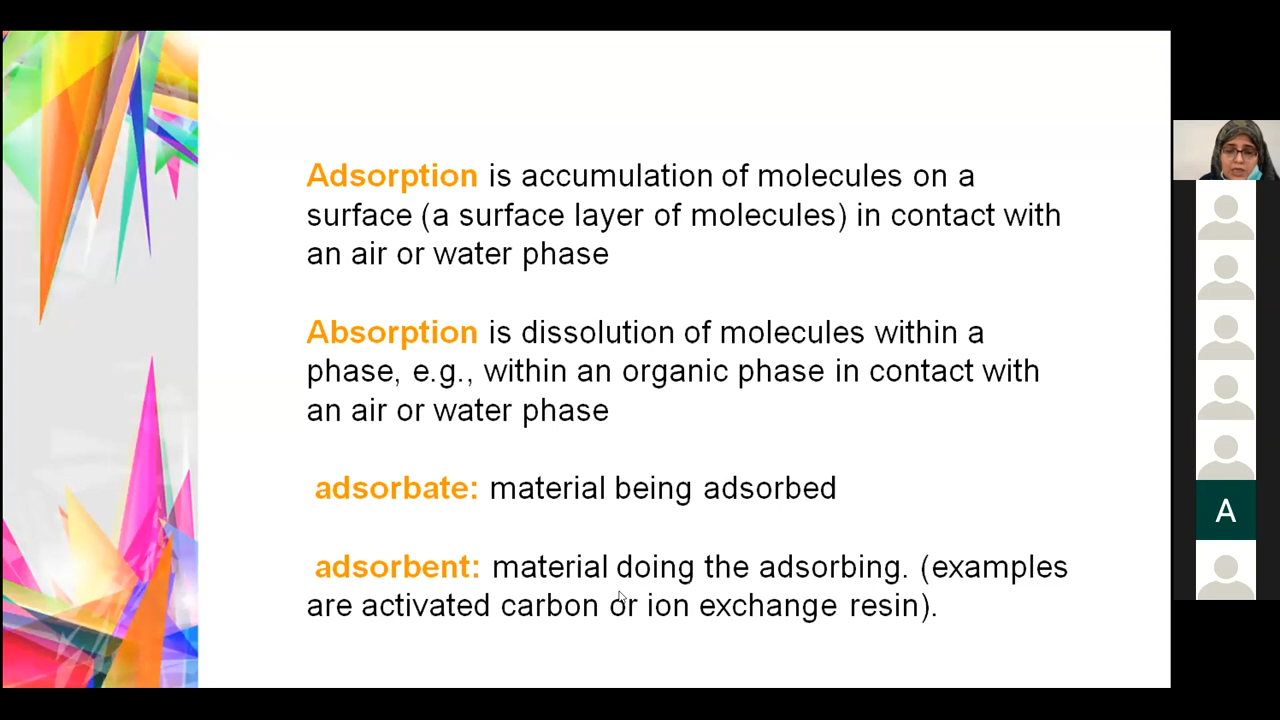 Adsorption is accumulation of molecules on a
surface (a surface layer of molecules) in contact with
an air or water phase
Absorption is dissolution of molecules within a
phase, e.g., within an organic phase in contact with
an air or water phase
adsorbate: material being adsorbed
adsorbent: material doing the adsorbing. (examples
are activated carbon or ion exchange resin).
A